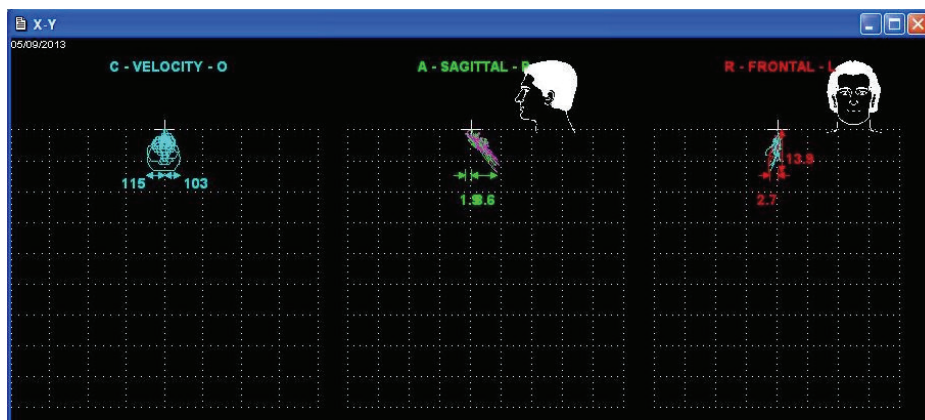 X-Y
05/09/2013
C - VELOCITY - O
A - SAGITTAL -
R - FRONTAL -
115 103
13.9
2.7